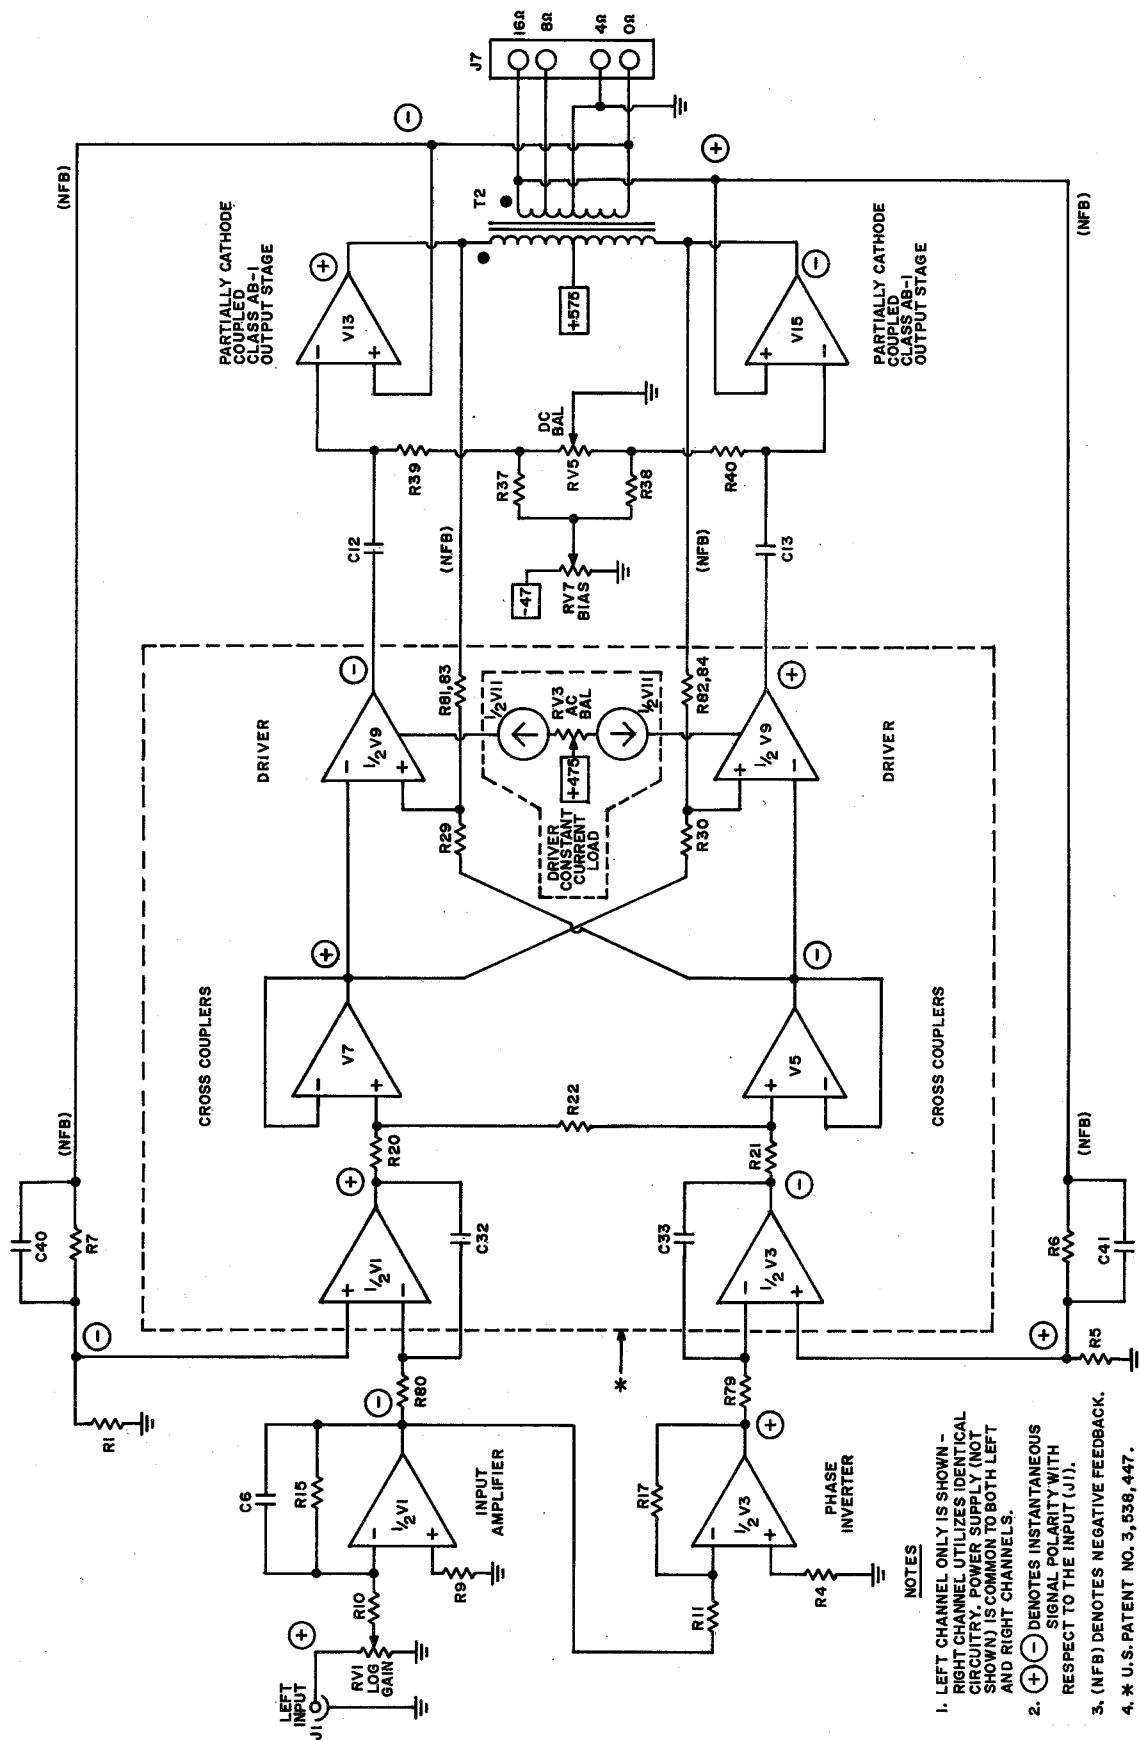 16Ω
8Ω
4Ω
0Ω
J7
(NFB)
−
T2
+
(NFB)
PARTIALLY CATHODE
COUPLED
CLASS AB-1
OUTPUT STAGE
+
−
V13
+
+575
−
+
V15
−
PARTIALLY CATHODE
COUPLED
CLASS AB-1
OUTPUT STAGE
DC
BAL
RV5
R39
R37
R38
R40
C12
(NFB)
-47
RV7
BIAS
(NFB)
C13
DRIVER
−
−
1/2 V9
+
R81,83
1/2 V11
RV3
AC
BAL
+475
1/2 V11
R82,84
+
+
1/2 V9
−
DRIVER
R29
DRIVER
CONSTANT
CURRENT
LOAD
R30
CROSS COUPLERS
+
−
V7
+
−
+
V5
−
CROSS COUPLERS
(NFB)
R20
R22
R21
(NFB)
C40
R7
+
+
1/2 V1
−
C32
C33
−
−
1/2 V3
+
R6
C41
−
+
R1
R5
*
R80
R79
−
+
C6
R15
−
1/2 V1
+
INPUT
AMPLIFIER
R17
−
1/2 V3
+
PHASE
INVERTER
R10
R9
R11
R4
LEFT
INPUT
J1
+
RV1
LOG
GAIN
NOTES
1. LEFT CHANNEL ONLY IS SHOWN -
RIGHT CHANNEL UTILIZES IDENTICAL
CIRCUITRY. POWER SUPPLY (NOT
SHOWN) IS COMMON TO BOTH LEFT
AND RIGHT CHANNELS.
2. + − DENOTES INSTANTANEOUS
SIGNAL POLARITY WITH
RESPECT TO THE INPUT (J1).
3. (NFB) DENOTES NEGATIVE FEEDBACK.
4. * U.S. PATENT NO. 3,538,447.